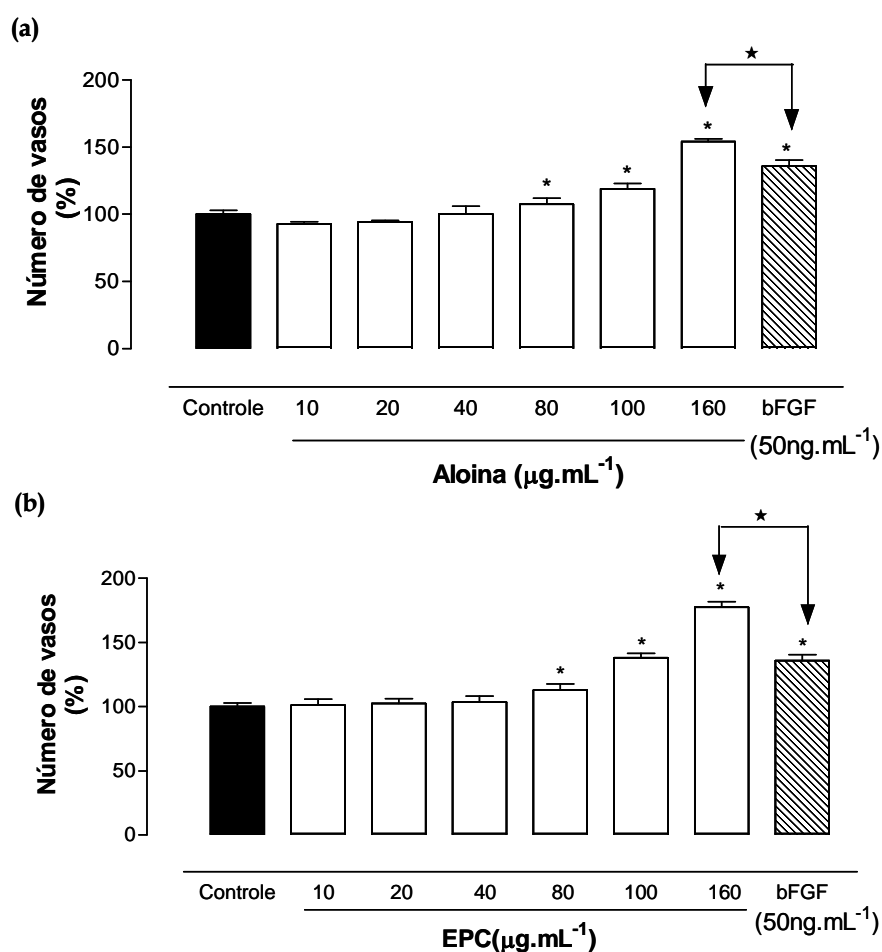 (a)
Número de vasos
(%)
200
150
100
50
0
★
*
*
*
*
Controle 10 20 40 80 100 160 bFGF
(50ng.mL⁻¹)
Aloina (µg.mL⁻¹)
(b)
Número de vasos
(%)
200
150
100
50
0
★
*
*
*
*
Controle 10 20 40 80 100 160 bFGF
(50ng.mL⁻¹)
EPC(µg.mL⁻¹)